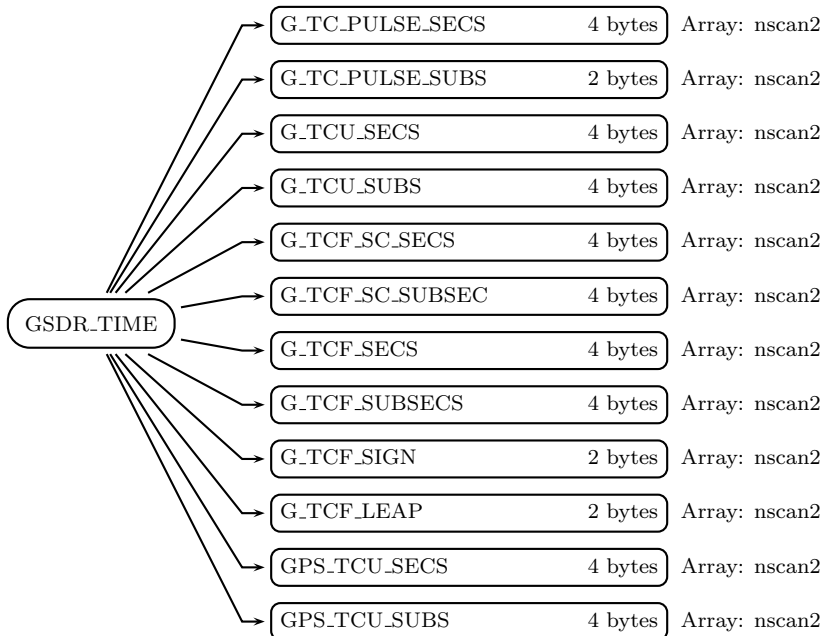 G_TC_PULSE_SECS 4 bytes Array: nscan2
G_TC_PULSE_SUBS 2 bytes Array: nscan2
G_TCU_SECS 4 bytes Array: nscan2
G_TCU_SUBS 4 bytes Array: nscan2
G_TCF_SC_SECS 4 bytes Array: nscan2
G_TCF_SC_SUBSEC 4 bytes Array: nscan2
GSDR_TIME
G_TCF_SECS 4 bytes Array: nscan2
G_TCF_SUBSECS 4 bytes Array: nscan2
G_TCF_SIGN 2 bytes Array: nscan2
G_TCF_LEAP 2 bytes Array: nscan2
GPS_TCU_SECS 4 bytes Array: nscan2
GPS_TCU_SUBS 4 bytes Array: nscan2